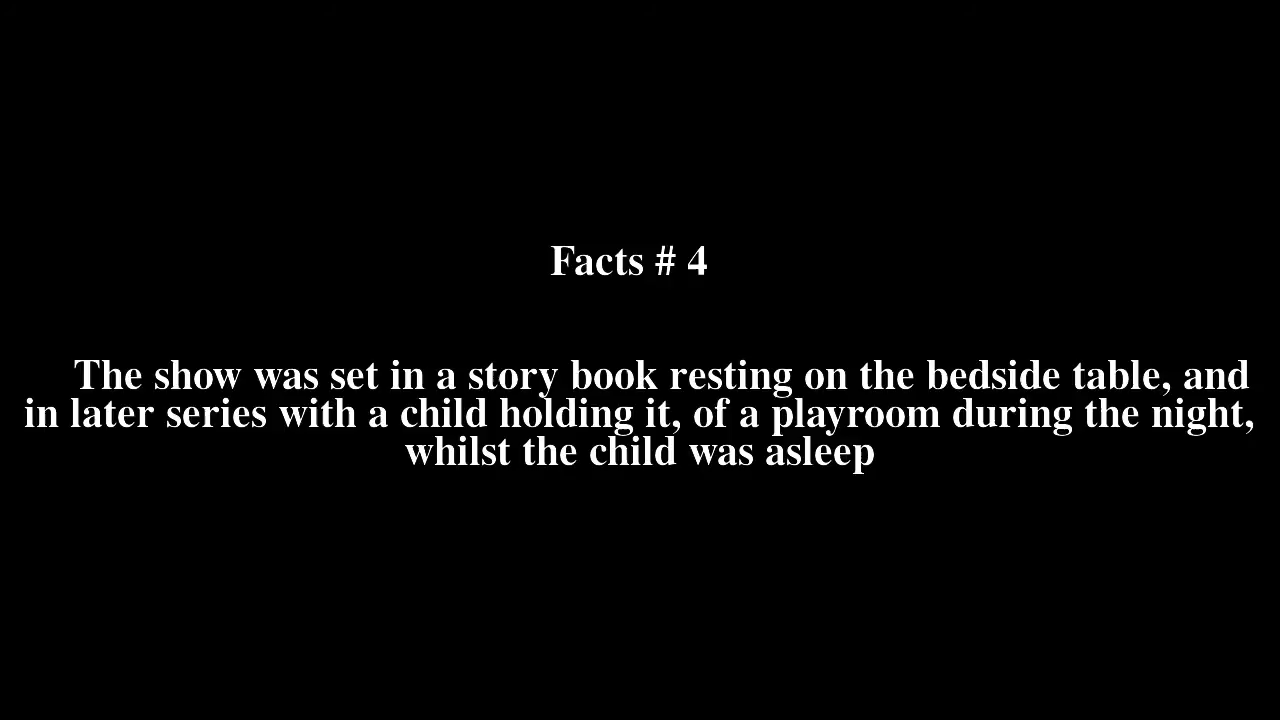 Facts # 4
The show was set in a story book resting on the bedside table, and
in later series with a child holding it, of a playroom during the night,
whilst the child was asleep